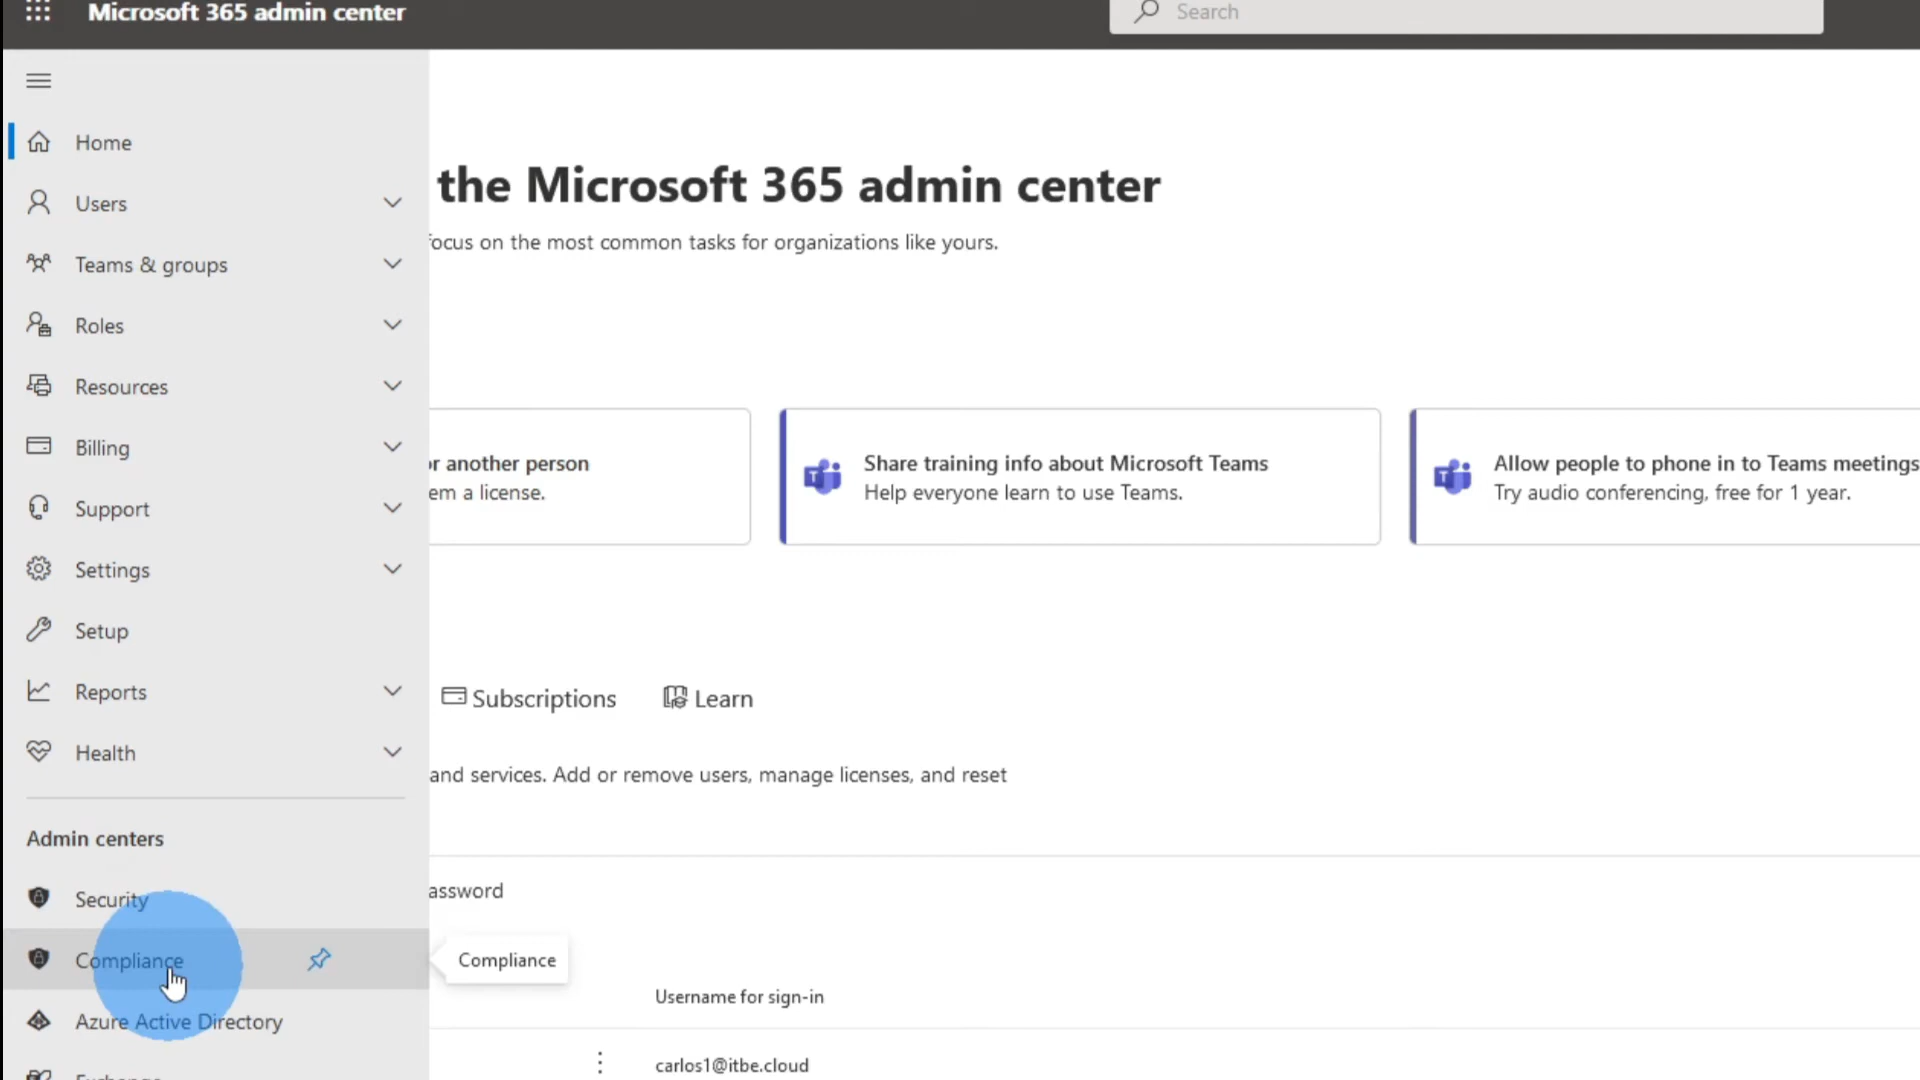 Microsoft 365 admin center
Search
Home
Users
Teams & groups
Roles
Resources
Billing
Support
Settings
Setup
Reports
Health
Admin centers
Security
Compliance
Azure Active Directory
Compliance
the Microsoft 365 admin center
focus on the most common tasks for organizations like yours.
r another person
em a license.
Share training info about Microsoft Teams
Help everyone learn to use Teams.
Allow people to phone in to Teams meetings
Try audio conferencing, free for 1 year.
Subscriptions
Learn
and services. Add or remove users, manage licenses, and reset
assword
Username for sign-in
carlos1@itbe.cloud